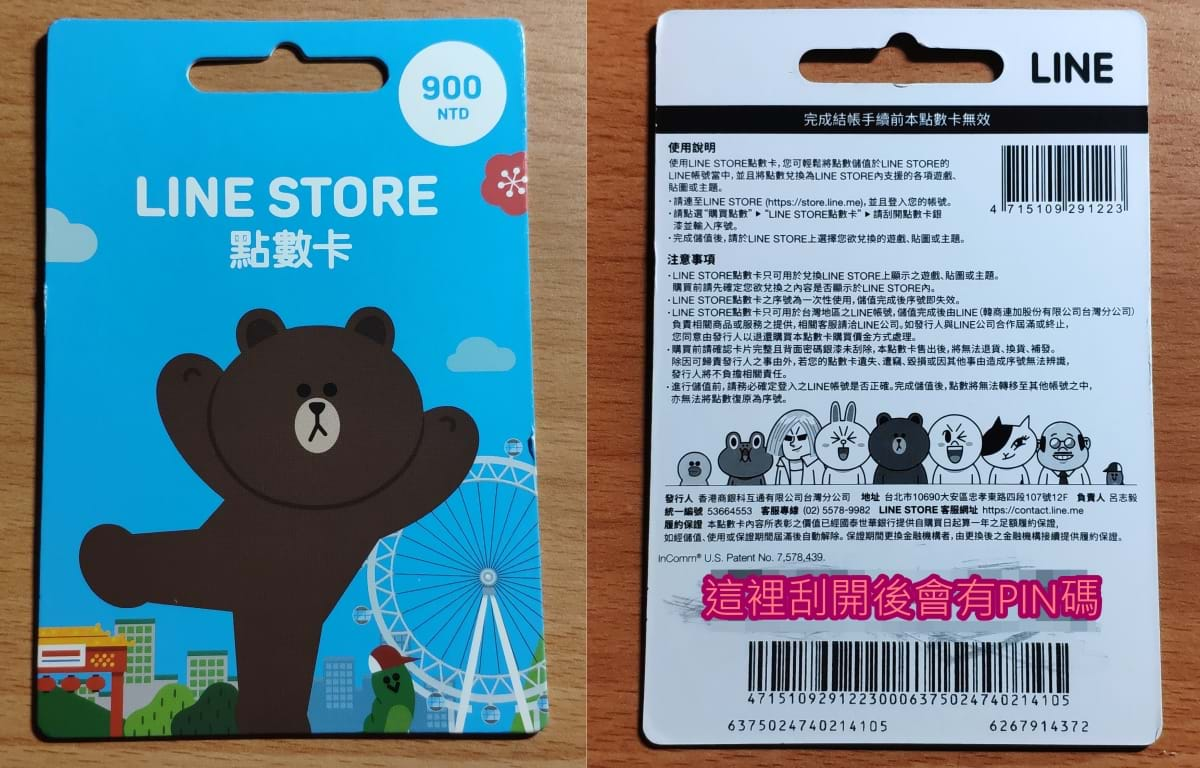 900
NTD
LINE STORE
點數卡
LINE
完成結帳手續前本點數卡無效
使用說明
使用LINE STORE點數卡，您可輕鬆將點數儲值於LINE STORE的
LINE帳號當中，並且將點數兌換為LINE STORE內支援的各項遊戲、
貼圖或主題。
·請連至LINE STORE (https://store.line.me)，並且登入您的帳號。
·請點選"購買點數"▶"LINE STORE點數卡"▶請刮開點數卡銀
漆並輸入序號。
·完成儲值後，請於LINE STORE上選擇您欲兌換的遊戲、貼圖或主題。
4 715109 291223
注意事項
·LINE STORE點數卡只可用於兌換LINE STORE上顯示之遊戲、貼圖或主題。
購買前請先確定您欲兌換之內容是否顯示於LINE STORE內。
·LINE STORE點數卡之序號為一次性使用，儲值完成後序號即失效。
·LINE STORE點數卡只可用於台灣地區之LINE帳號，儲值完成後由LINE（韓商連加股份有限公司台灣分公司）
負責相關商品或服務之提供，相關客服請洽LINE公司。如發行人與LINE公司合作屆滿或終止，
您同意由發行人以退還購買本點數卡購買價金方式處理。
·購買前請確認卡片完整且背面密碼銀漆未刮除，本點數卡售出後，將無法退貨、換貨、補發。
除因可歸責發行人之事由外，若您的點數卡遺失、遭竊、毀損或因其他事由造成序號無法辨識，
發行人將不負擔相關責任。
·進行儲值前，請務必確定登入之LINE帳號是否正確。完成儲值後，點數將無法轉移至其他帳號之中，
亦無法將點數復原為序號。
發行人 香港商銀科互通有限公司台灣分公司 地址 台北市10690大安區忠孝東路四段107號12F 負責人 呂志毅
統一編號 53664553 客服專線 (02) 5578-9982 LINE STORE 客服網址 https://contact.line.me
履約保證 本點數卡內容所表彰之價值已經國泰世華銀行提供自購買日起算一年之足額履約保證，
如經儲值、使用或保證期間屆滿後自動解除。保證期間更換金融機構者，由更換後之金融機構接續提供履約保證。
InComm® U.S. Patent No. 7,578,439.
這裡刮開後會有PIN碼
471510929122300063750247402141​05
6375024740214105 6267914372